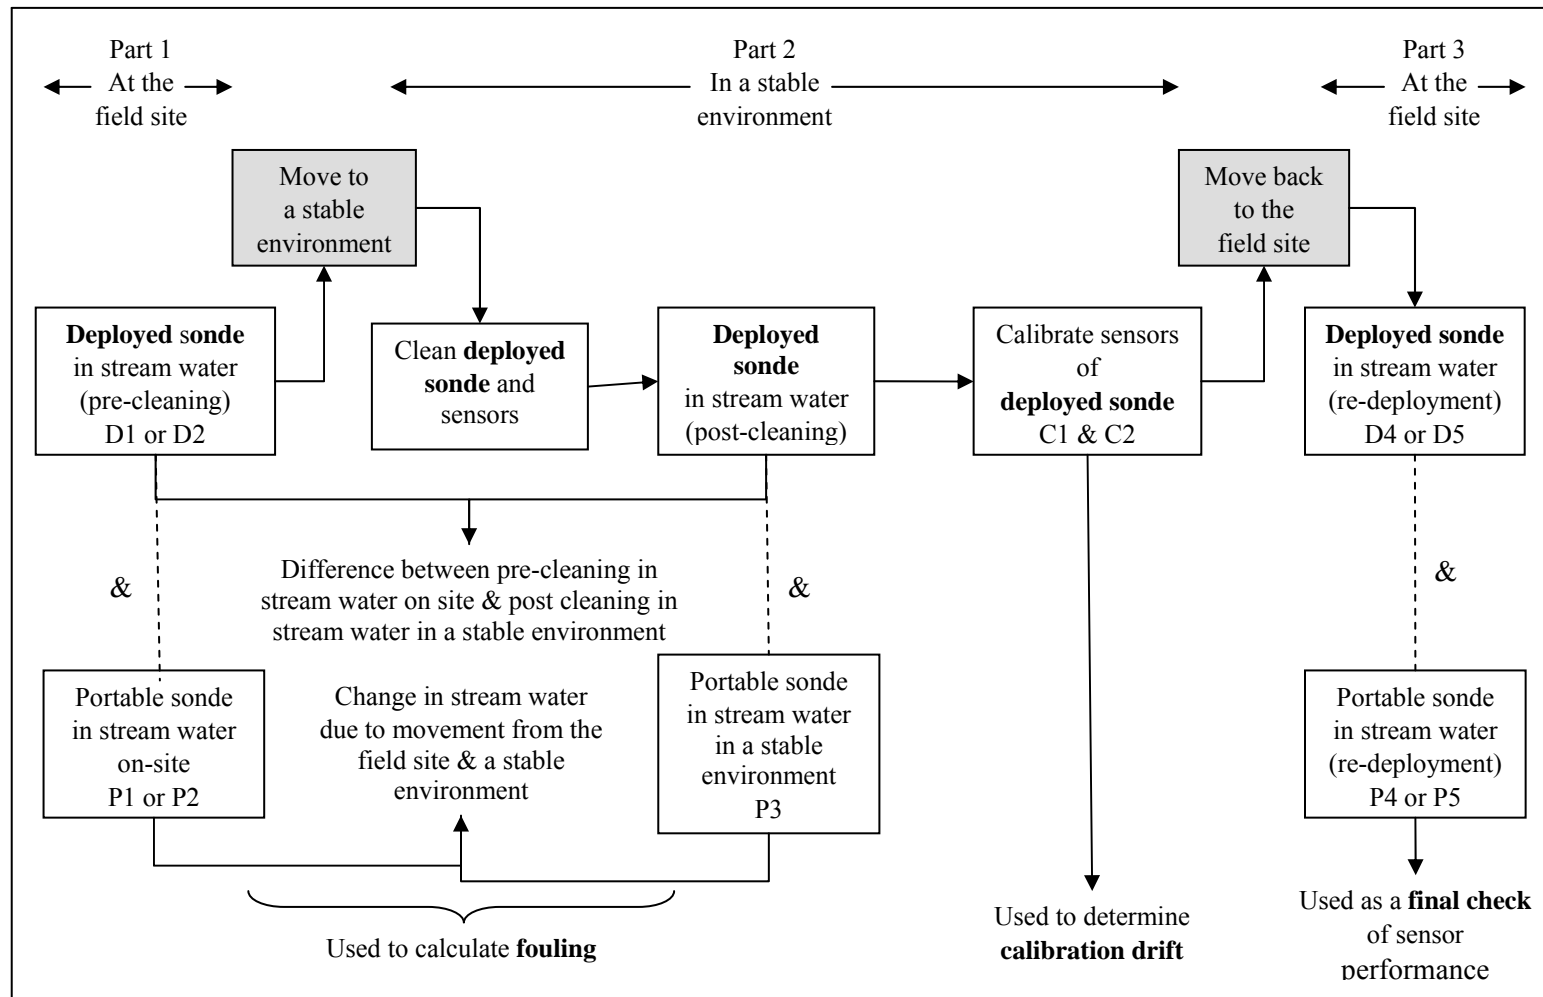 Part 1
At the
field site
Part 2
In a stable
environment
Part 3
At the
field site
Move to
a stable
environment
Move back
to the
field site
Deployed sonde
in stream water
(pre-cleaning)
D1 or D2
Clean deployed
sonde and
sensors
Deployed
sonde
in stream water
(post-cleaning)
Calibrate sensors
of
deployed sonde
C1 & C2
Deployed sonde
in stream water
(re-deployment)
D4 or D5
&
Difference between pre-cleaning in
stream water on site & post cleaning in
stream water in a stable environment
&
&
Portable sonde
in stream water
on-site
P1 or P2
Change in stream water
due to movement from the
field site & a stable
environment
Portable sonde
in stream water
in a stable
environment
P3
Portable sonde
in stream water
(re-deployment)
P4 or P5
Used to calculate fouling
Used to determine
calibration drift
Used as a final check
of sensor
performance